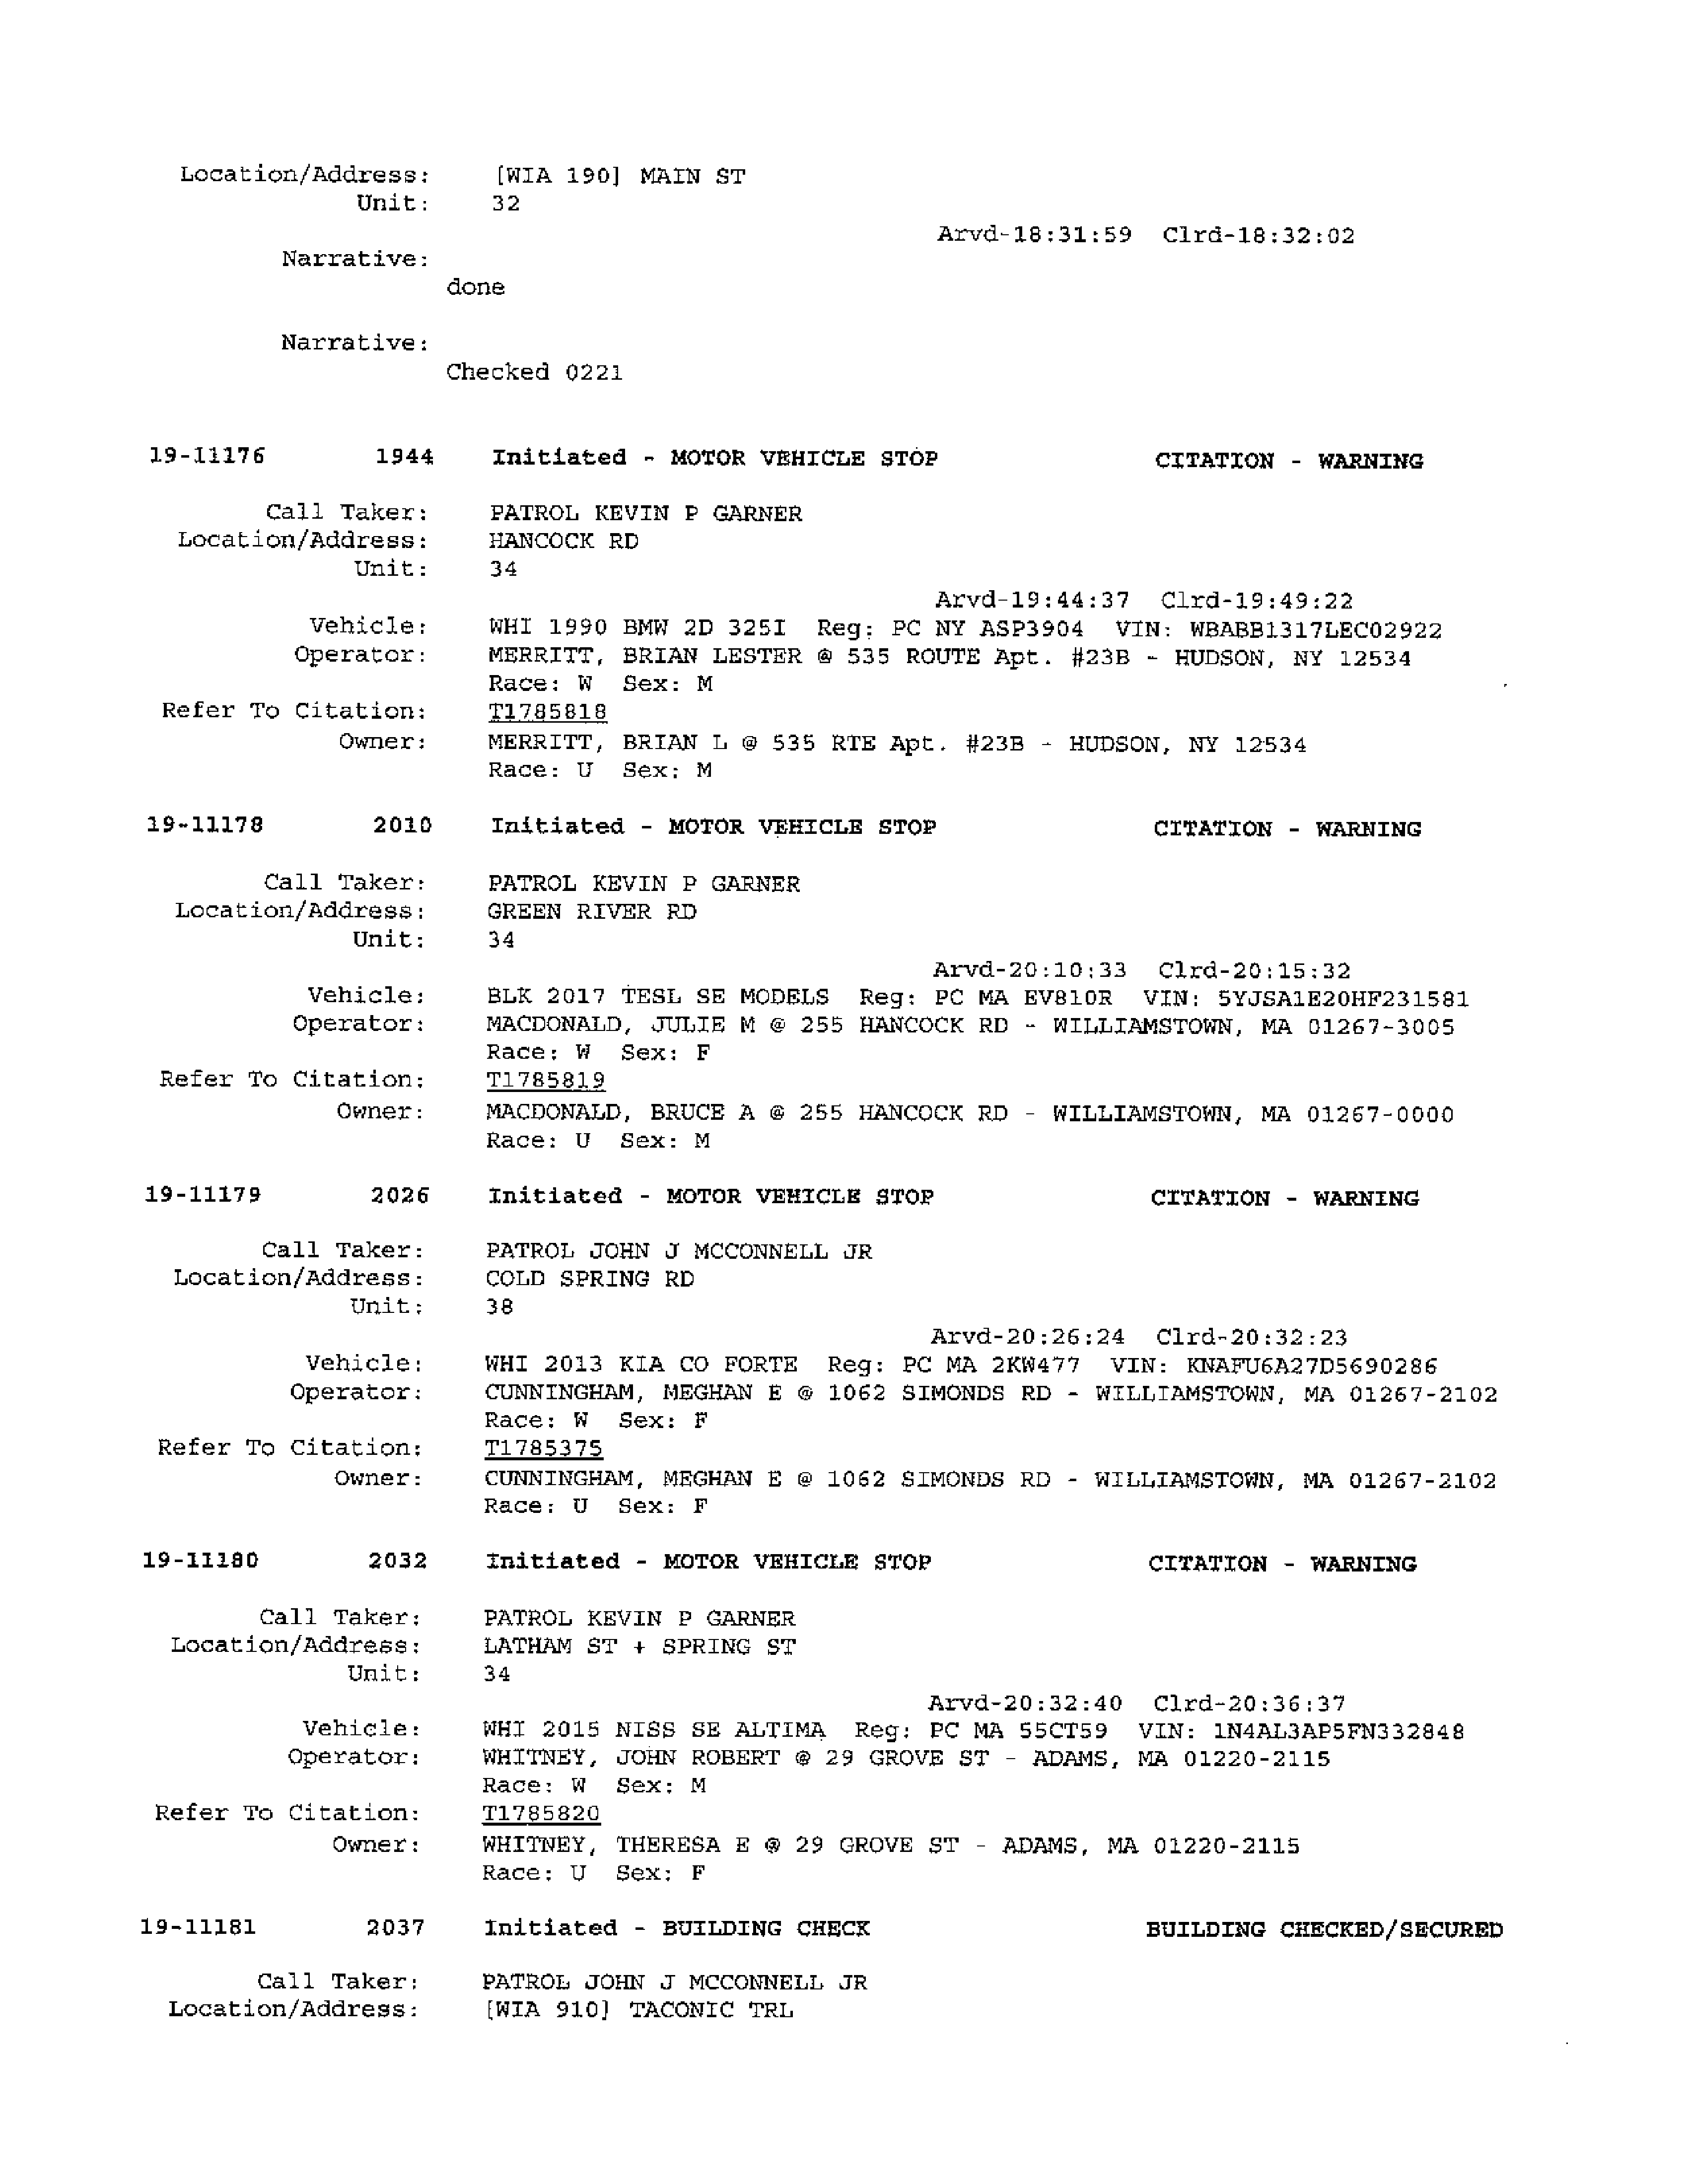 Location/Address: [WIA 190] MAIN ST
Unit: 32
Arvd-18:31:59 Clrd-18:32:02
Narrative:
done
Narrative:
Checked 0221
19-11176 1944 Initiated - MOTOR VEHICLE STOP CITATION - WARNING
Call Taker: PATROL KEVIN P GARNER
Location/Address: HANCOCK RD
Unit: 34
Arvd-19:44:37 Clrd-19:49:22
Vehicle: WHI 1990 BMW 2D 325I Reg: PC NY ASP3904 VIN: WBABB1317LEC02922
Operator: MERRITT, BRIAN LESTER @ 535 ROUTE Apt. #23B - HUDSON, NY 12534
Race: W Sex: M
Refer To Citation: T1785818
Owner: MERRITT, BRIAN L @ 535 RTE Apt. #23B - HUDSON, NY 12534
Race: U Sex: M
19-11178 2010 Initiated - MOTOR VEHICLE STOP CITATION - WARNING
Call Taker: PATROL KEVIN P GARNER
Location/Address: GREEN RIVER RD
Unit: 34
Arvd-20:10:33 Clrd-20:15:32
Vehicle: BLK 2017 TESL SE MODELS Reg: PC MA EV810R VIN: 5YJSA1E20HF231581
Operator: MACDONALD, JULIE M @ 255 HANCOCK RD - WILLIAMSTOWN, MA 01267-3005
Race: W Sex: F
Refer To Citation: T1785819
Owner: MACDONALD, BRUCE A @ 255 HANCOCK RD - WILLIAMSTOWN, MA 01267-0000
Race: U Sex: M
19-11179 2026 Initiated - MOTOR VEHICLE STOP CITATION - WARNING
Call Taker: PATROL JOHN J MCCONNELL JR
Location/Address: COLD SPRING RD
Unit: 38
Arvd-20:26:24 Clrd-20:32:23
Vehicle: WHI 2013 KIA CO FORTE Reg: PC MA 2KW477 VIN: KNAFU6A27D5690286
Operator: CUNNINGHAM, MEGHAN E @ 1062 SIMONDS RD - WILLIAMSTOWN, MA 01267-2102
Race: W Sex: F
Refer To Citation: T1785375
Owner: CUNNINGHAM, MEGHAN E @ 1062 SIMONDS RD - WILLIAMSTOWN, MA 01267-2102
Race: U Sex: F
19-11180 2032 Initiated - MOTOR VEHICLE STOP CITATION - WARNING
Call Taker: PATROL KEVIN P GARNER
Location/Address: LATHAM ST + SPRING ST
Unit: 34
Arvd-20:32:40 Clrd-20:36:37
Vehicle: WHI 2015 NISS SE ALTIMA Reg: PC MA 55CT59 VIN: 1N4AL3AP5FN332848
Operator: WHITNEY, JOHN ROBERT @ 29 GROVE ST - ADAMS, MA 01220-2115
Race: W Sex: M
Refer To Citation: T1785820
Owner: WHITNEY, THERESA E @ 29 GROVE ST - ADAMS, MA 01220-2115
Race: U Sex: F
19-11181 2037 Initiated - BUILDING CHECK BUILDING CHECKED/SECURED
Call Taker: PATROL JOHN J MCCONNELL JR
Location/Address: [WIA 910] TACONIC TRL